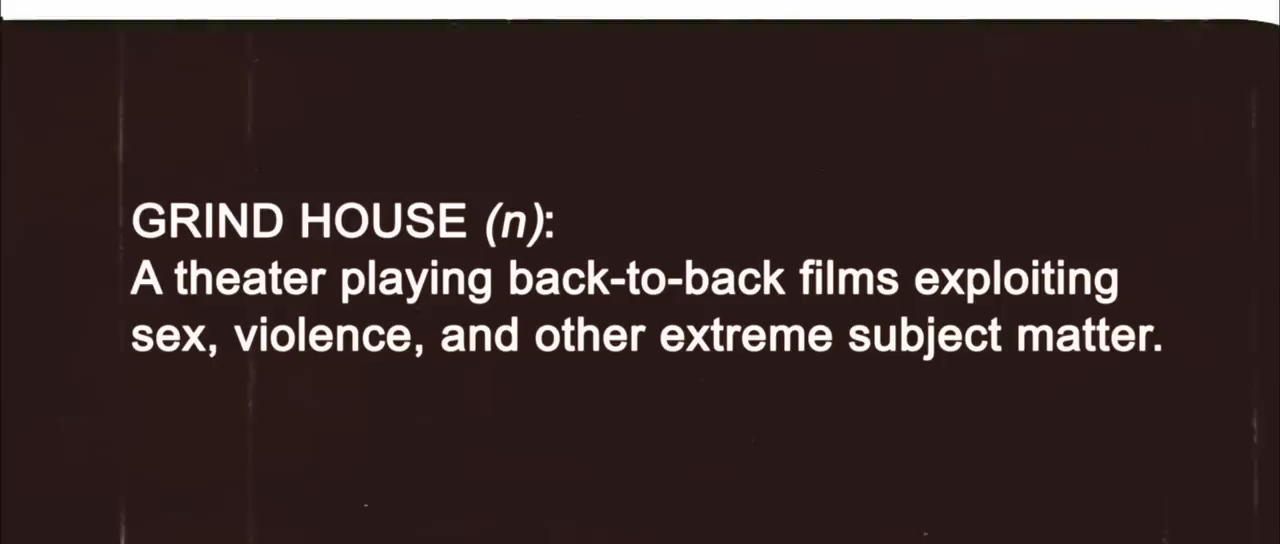 GRIND HOUSE (n):
A theater playing back-to-back films exploiting
sex, violence, and other extreme subject matter.